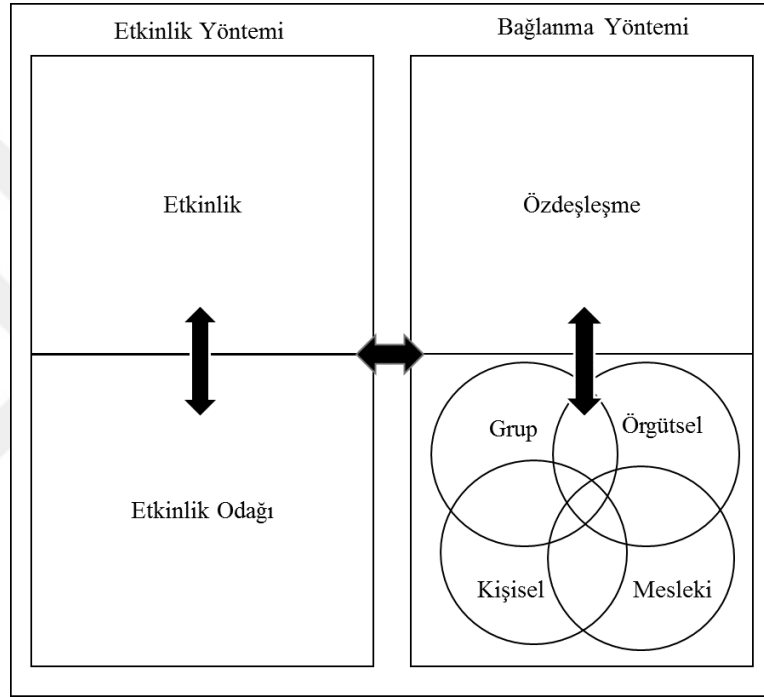 Etkinlik Yöntemi
Bağlanma Yöntemi
Etkinlik
Özdeşleşme
Etkinlik Odağı
Grup
Örgütsel
Kişisel
Mesleki